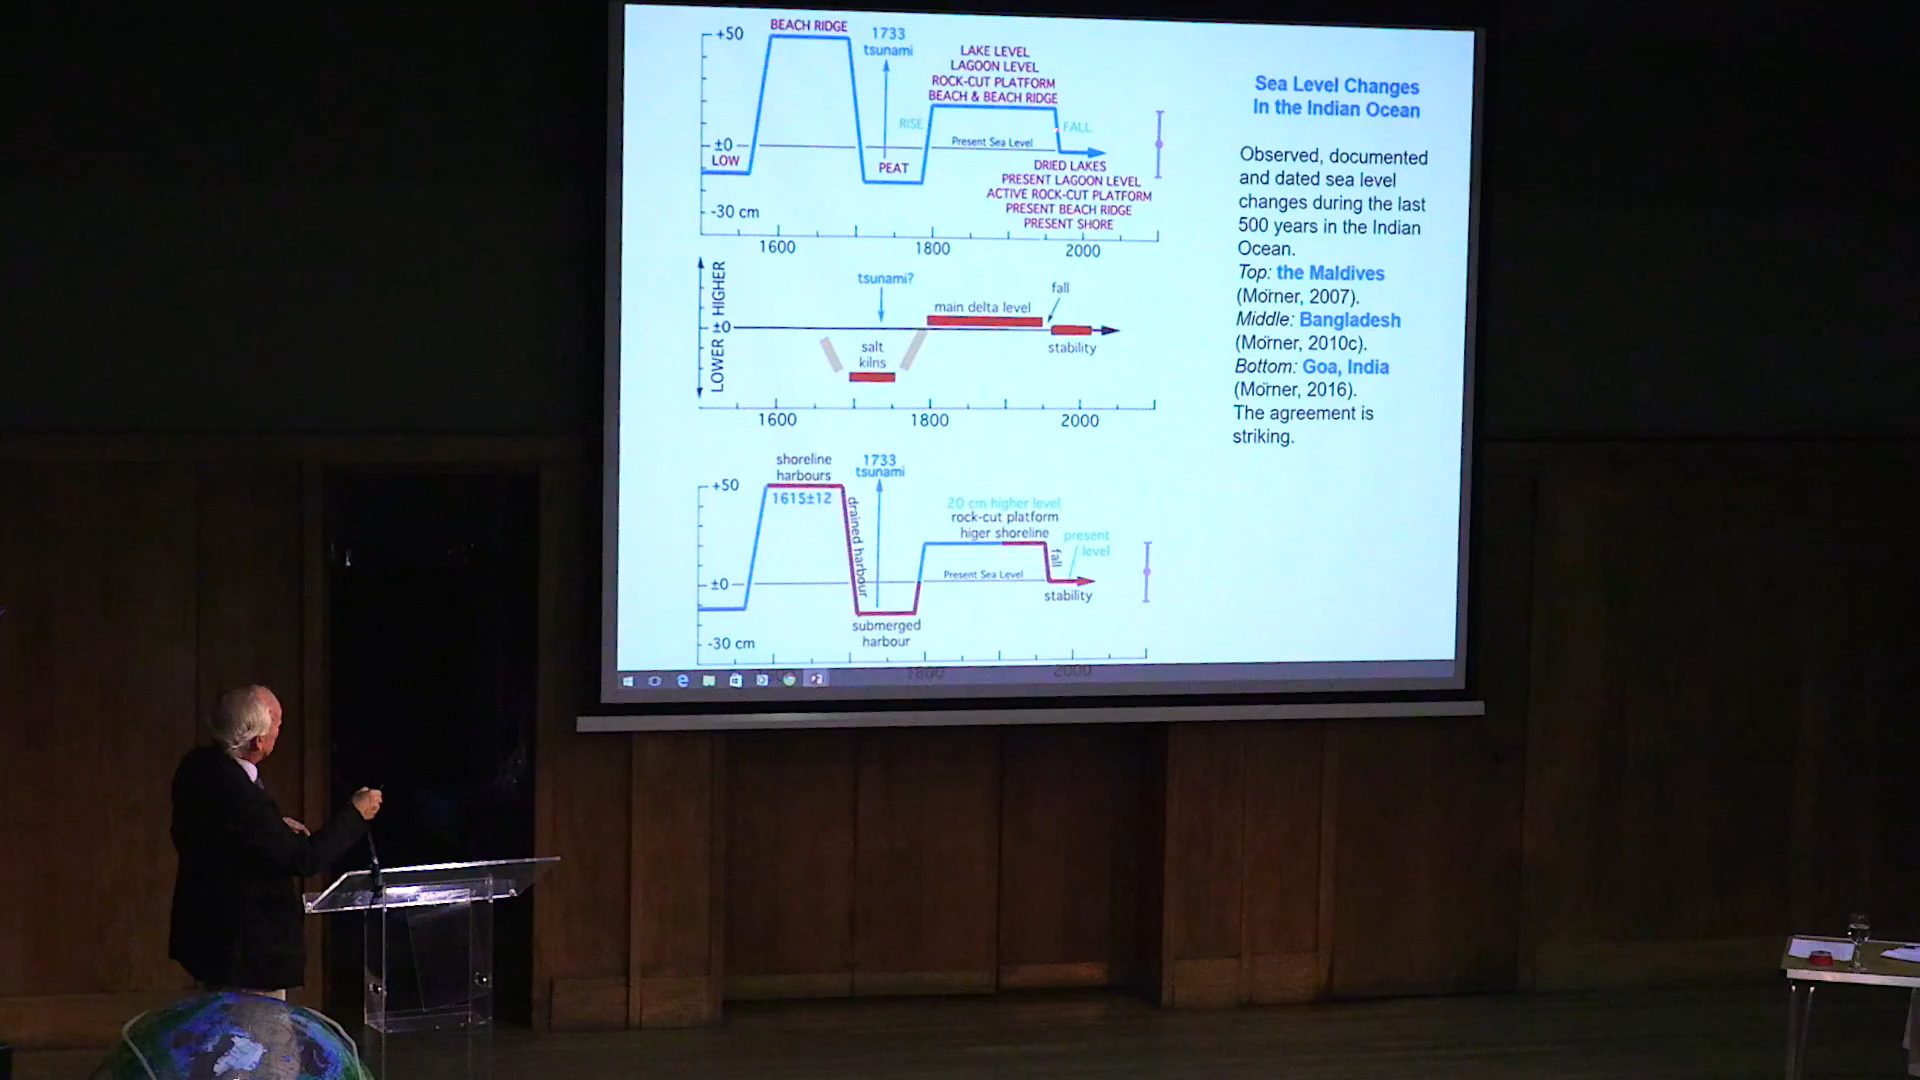 +50
BEACH RIDGE
1733
tsunami
LAKE LEVEL
LAGOON LEVEL
ROCK-CUT PLATFORM
BEACH & BEACH RIDGE
RISE
FALL
±0
LOW
Present Sea Level
PEAT
DRIED LAKES
PRESENT LAGOON LEVEL
ACTIVE ROCK-CUT PLATFORM
PRESENT BEACH RIDGE
PRESENT SHORE
-30 cm
1600
1800
2000
LOWER ±0 HIGHER
tsunami?
fall
main delta level
salt
kilns
stability
1600
1800
2000
shoreline
harbours
1733
tsunami
+50
1615±12
drained harbour
20 cm higher level
rock-cut platform
higer shoreline
present
level
fall
±0
Present Sea Level
stability
submerged
harbour
-30 cm
1800
2000
Sea Level Changes
In the Indian Ocean
Observed, documented
and dated sea level
changes during the last
500 years in the Indian
Ocean.
Top: the Maldives
(Mörner, 2007).
Middle: Bangladesh
(Mörner, 2010c).
Bottom: Goa, India
(Mörner, 2016).
The agreement is
striking.